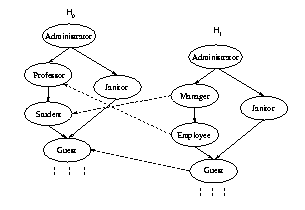 H0
Administrator
Professor
Janitor
Student
Guest
H1
Administrator
Manager
Janitor
Employee
Guest